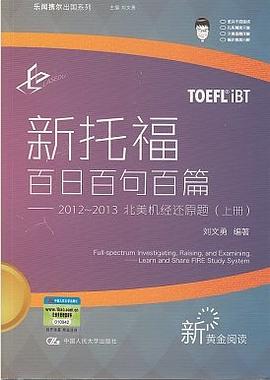 乐闻携尔出国系列
主编 刘文勇
LASEDU
TOEFL iBT
新托福
百日百句百篇
——2012~2013 北美机经还原题（上册）
刘文勇 编著
Full-spectrum Investigating, Raising, and Examining
——Learn and Share FIRE Study System
新黄金阅读
中国人民大学出版社